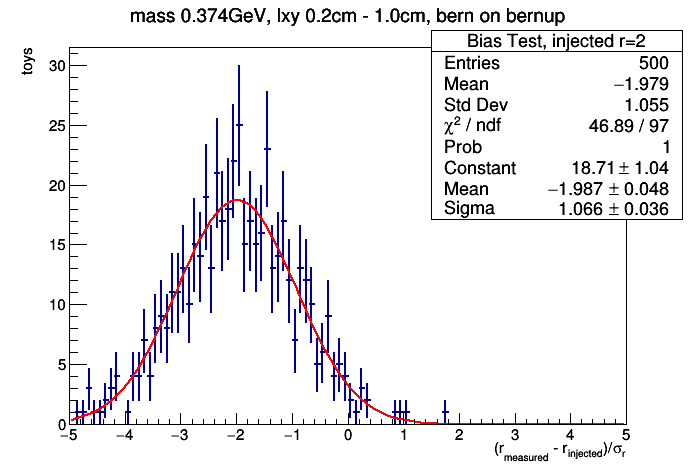 mass 0.374GeV, lxy 0.2cm - 1.0cm, bern on bernup
Bias Test, injected r=2
Entries 500
Mean −1.979
Std Dev 1.055
χ² / ndf 46.89 / 97
Prob 1
Constant 18.71 ± 1.04
Mean −1.987 ± 0.048
Sigma 1.066 ± 0.036
toys
30
25
20
15
10
5
0
−5 −4 −3 −2 −1 0 1 2 3 4 5
(r_measured - r_injected)/σ_r